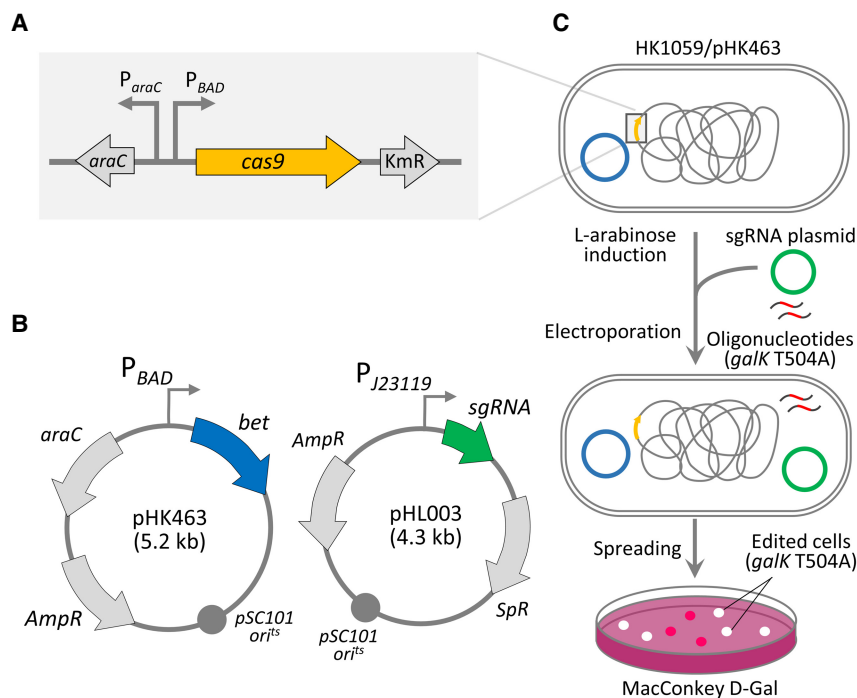 A
P araC
P BAD
araC
cas9
KmR
B
P BAD
araC
bet
pHK463
(5.2 kb)
AmpR
pSC101
ori ts
P J23119
sgRNA
AmpR
pHL003
(4.3 kb)
SpR
pSC101
ori ts
C
HK1059/pHK463
L-arabinose
induction
sgRNA plasmid
Electroporation
Oligonucleotides
(galK T504A)
Spreading
Edited cells
(galK T504A)
MacConkey D-Gal